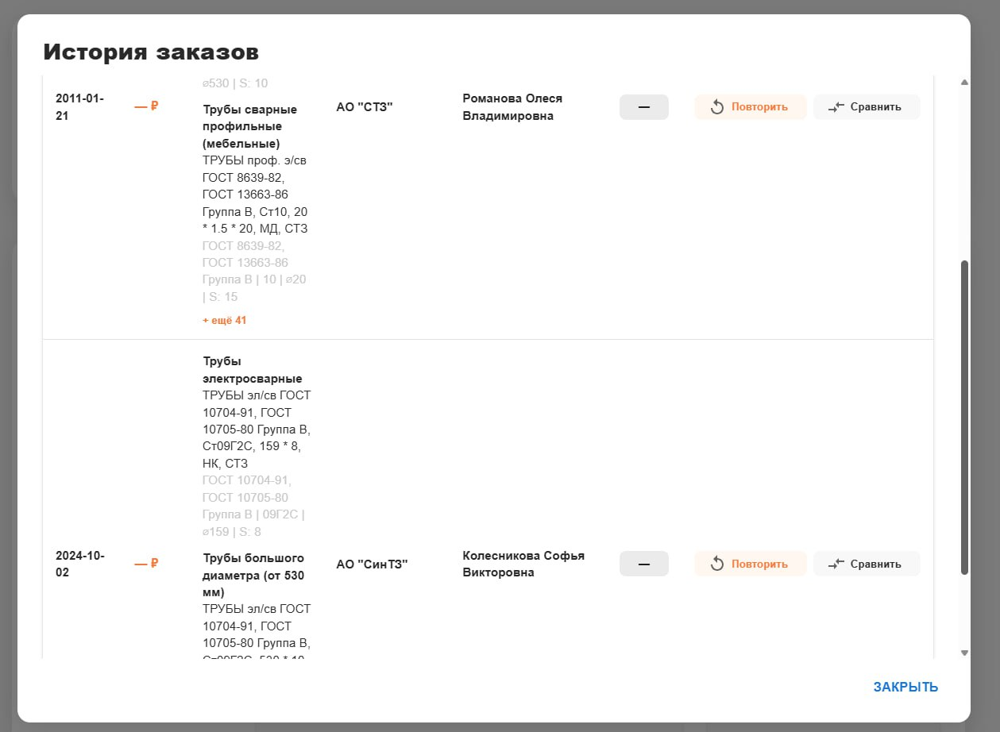 История заказов
⌀530 | S: 10
2011-01-
21
— ₽
Трубы сварные
профильные
(мебельные)
ТРУБЫ проф. э/св
ГОСТ 8639-82,
ГОСТ 13663-86
Группа В, Ст10, 20
* 1.5 * 20, МД, СТЗ
ГОСТ 8639-82,
ГОСТ 13663-86
Группа В | 10 | ⌀20
| S: 15
+ ещё 41
АО "СТЗ"
Романова Олеся
Владимировна
—
Повторить
Сравнить
Трубы
электросварные
ТРУБЫ эл/св ГОСТ
10704-91, ГОСТ
10705-80 Группа В,
Ст09Г2С, 159 * 8,
НК, СТЗ
ГОСТ 10704-91,
ГОСТ 10705-80
Группа В | 09Г2С |
⌀159 | S: 8
2024-10-
02
— ₽
Трубы большого
диаметра (от 530
мм)
ТРУБЫ эл/св ГОСТ
10704-91, ГОСТ
10705-80 Группа В,
Ст09Г2С, 530 * 10,
АО "СинТЗ"
Колесникова Софья
Викторовна
—
Повторить
Сравнить
ЗАКРЫТЬ